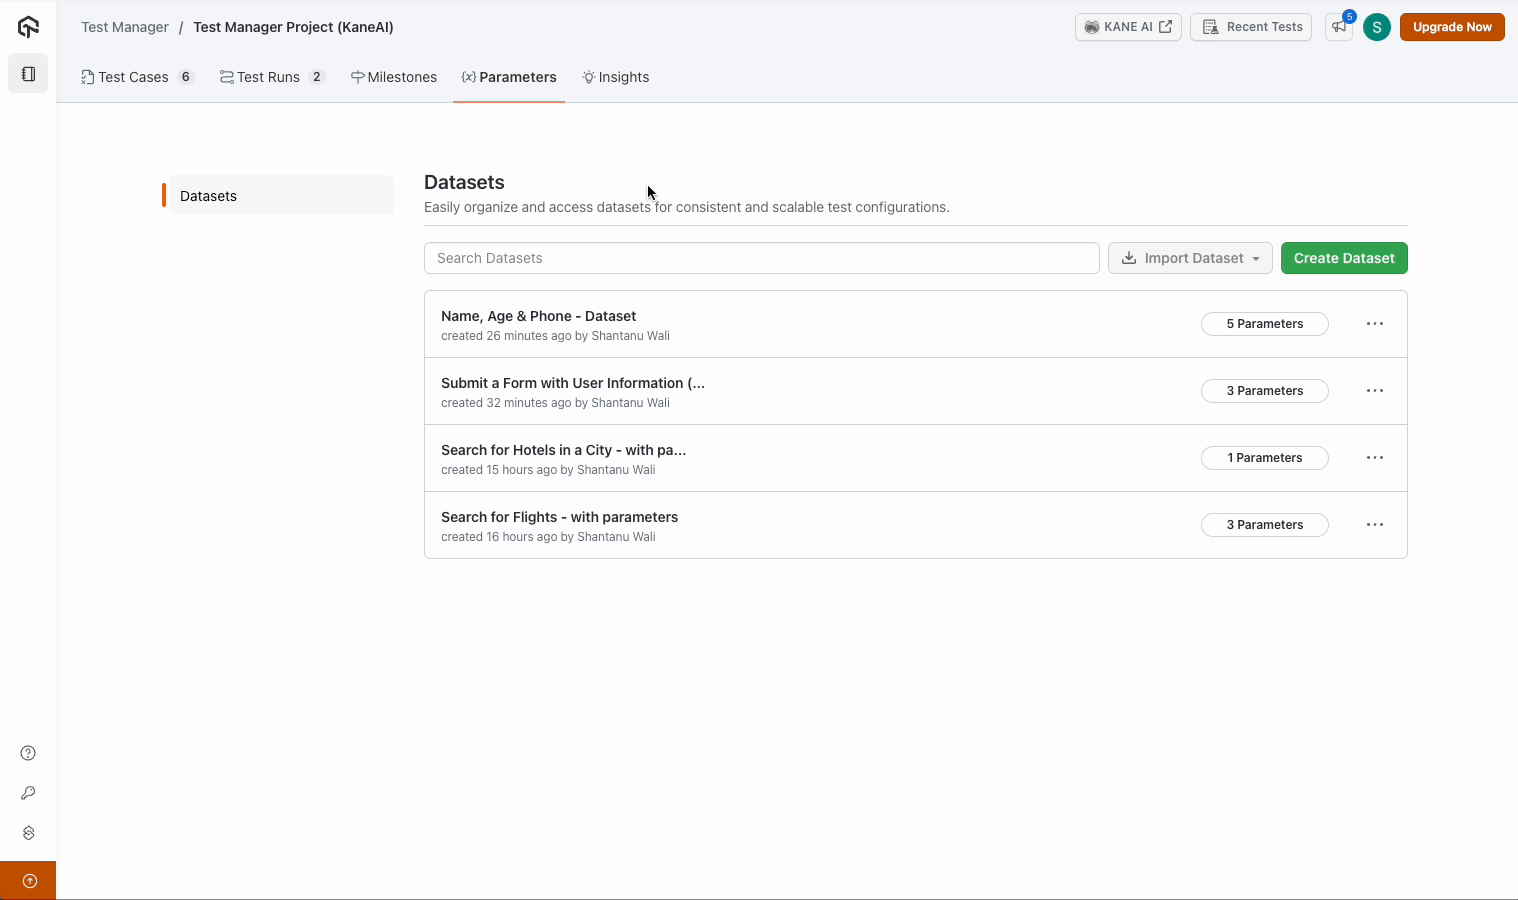 Test Manager / Test Manager Project (KaneAI)
KANE AI
Recent Tests
5
S
Upgrade Now
Test Cases 6
Test Runs 2
Milestones
{x} Parameters
Insights
Datasets
Datasets
Easily organize and access datasets for consistent and scalable test configurations.
Search Datasets
Import Dataset
Create Dataset
Name, Age & Phone - Dataset
created 26 minutes ago by Shantanu Wali
5 Parameters
Submit a Form with User Information (...
created 32 minutes ago by Shantanu Wali
3 Parameters
Search for Hotels in a City - with pa...
created 15 hours ago by Shantanu Wali
1 Parameters
Search for Flights - with parameters
created 16 hours ago by Shantanu Wali
3 Parameters